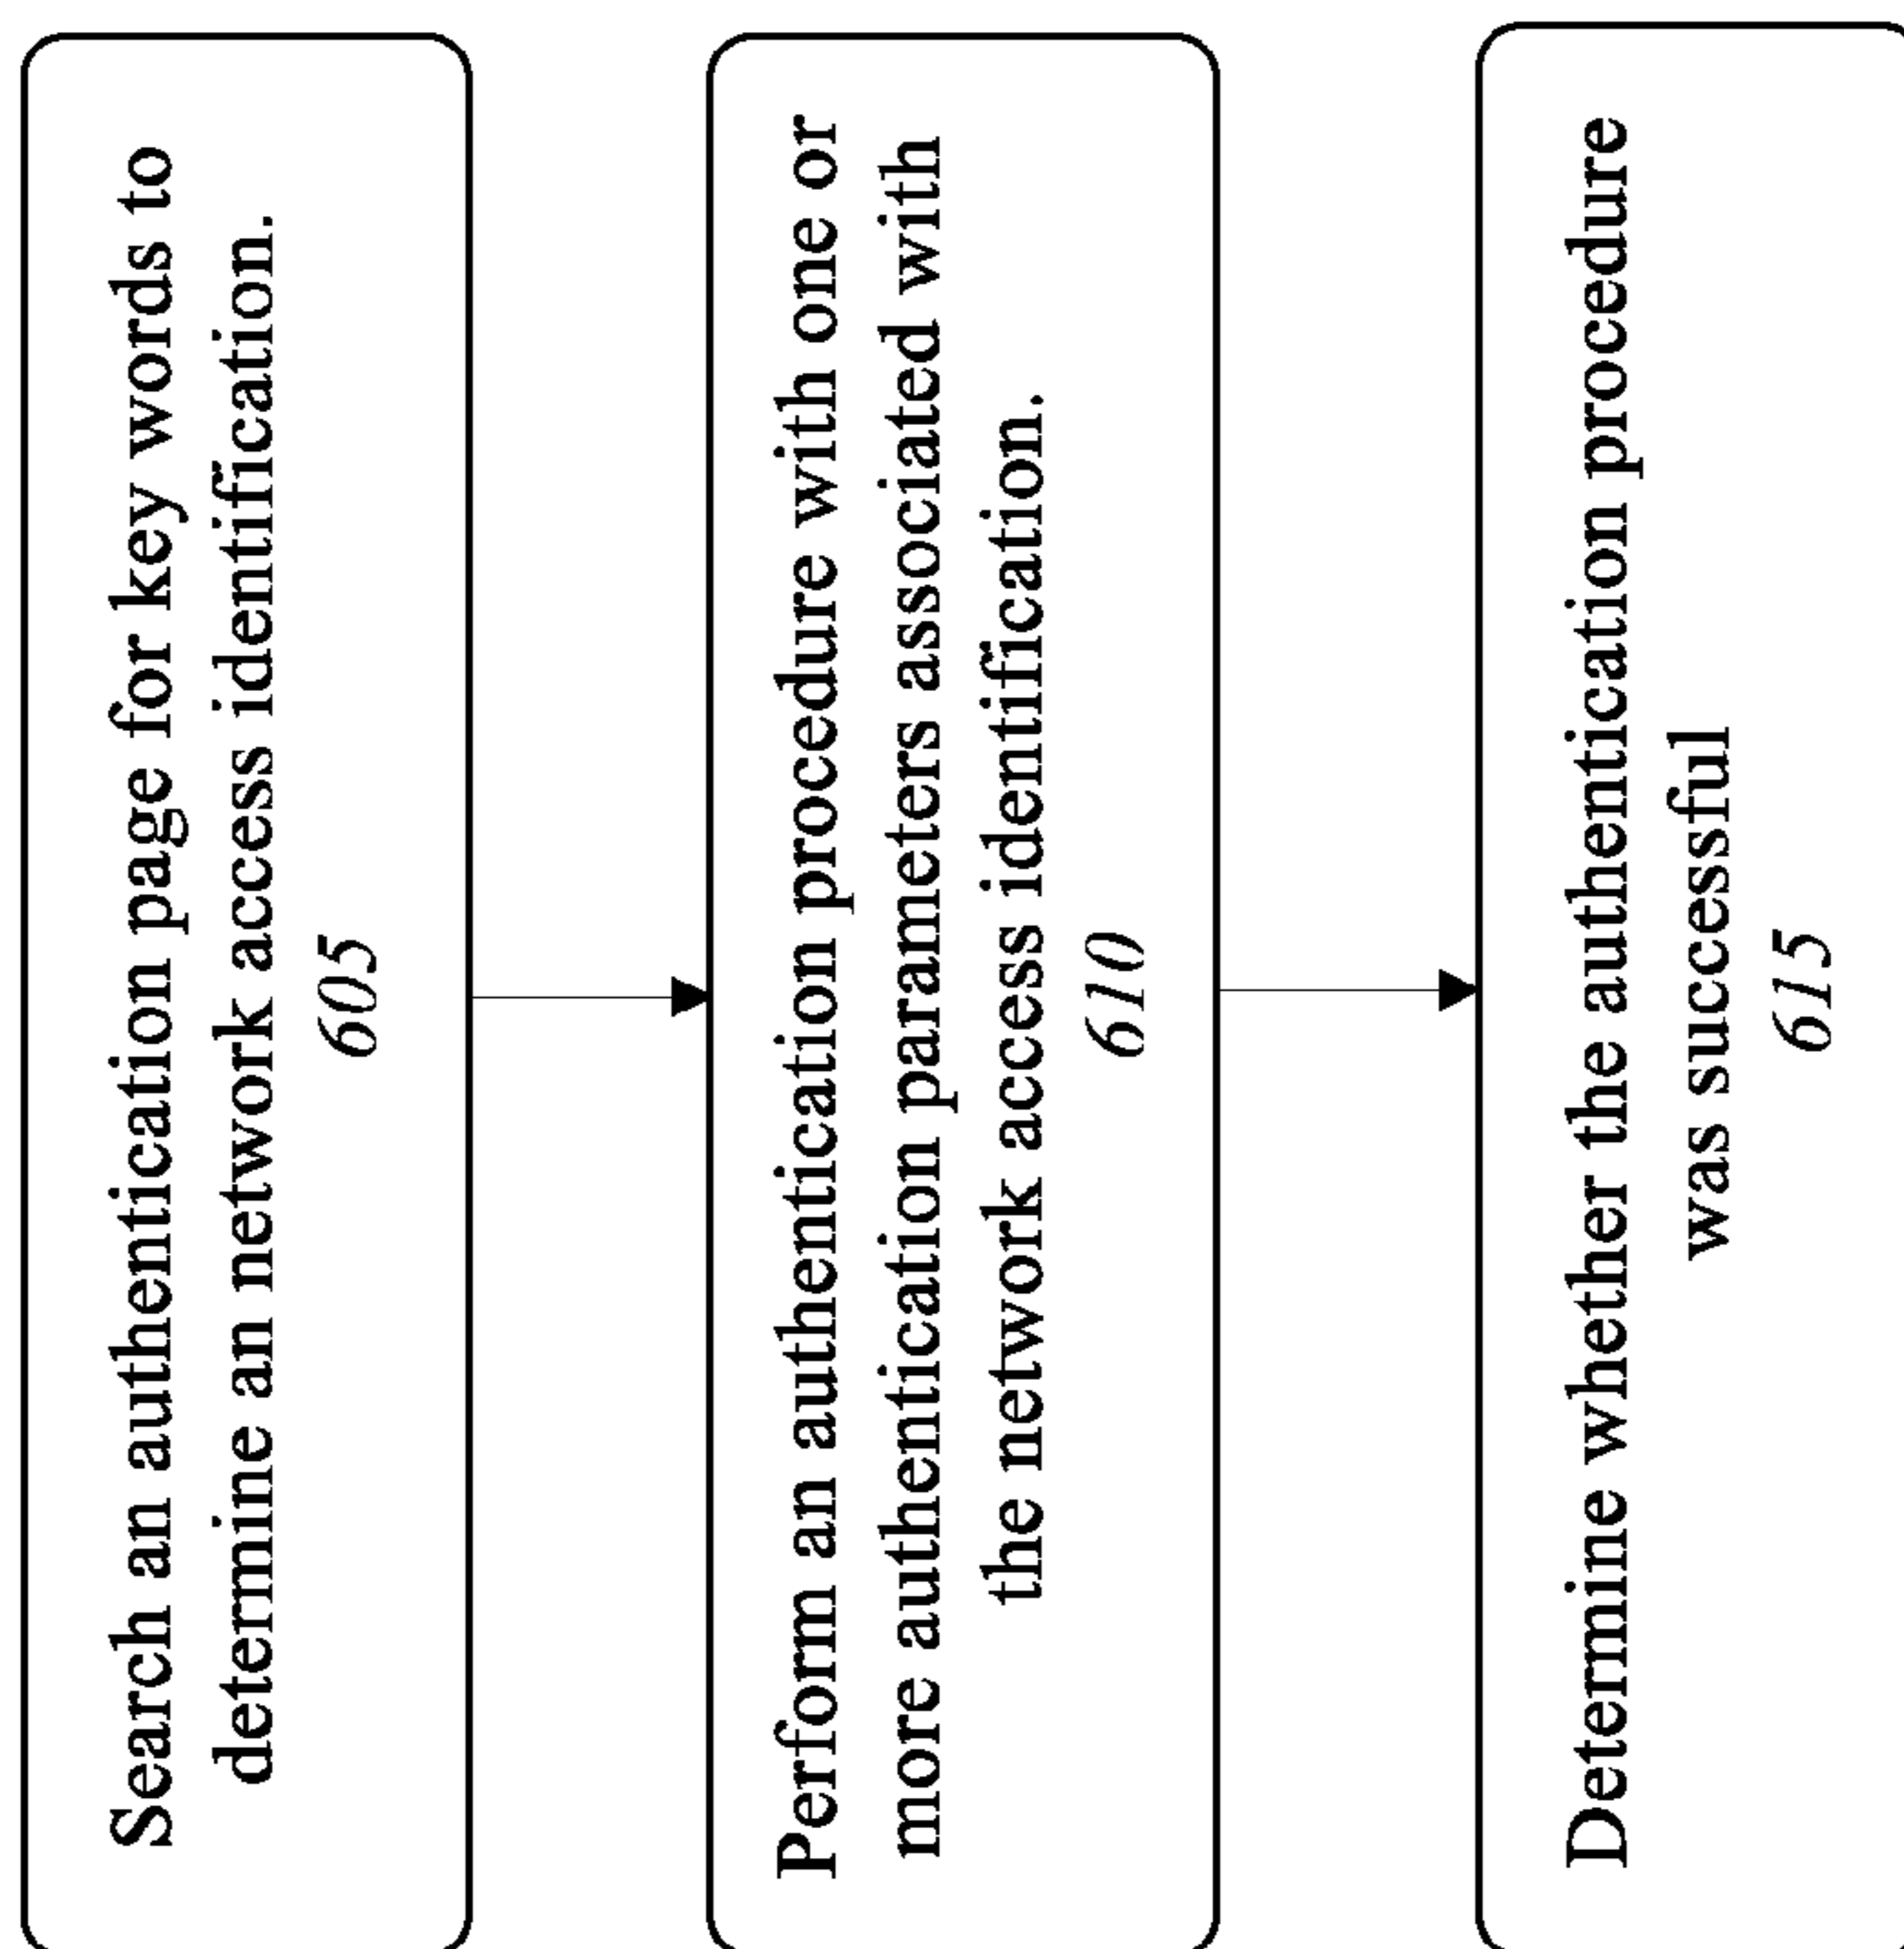 Search an authentication page for key words to
determine an network access identification.
605
Perform an authentication procedure with one or
more authentication parameters associated with
the network access identification.
610
Determine whether the authentication procedure
was successful
615